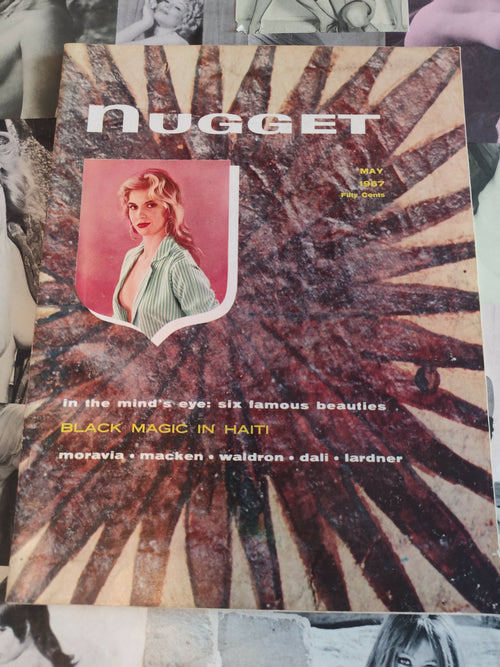 nUGGET
MAY
1957
Fifty Cents
in the mind's eye: six famous beauties
BLACK MAGIC IN HAITI
moravia • macken • waldron • dali • lardner